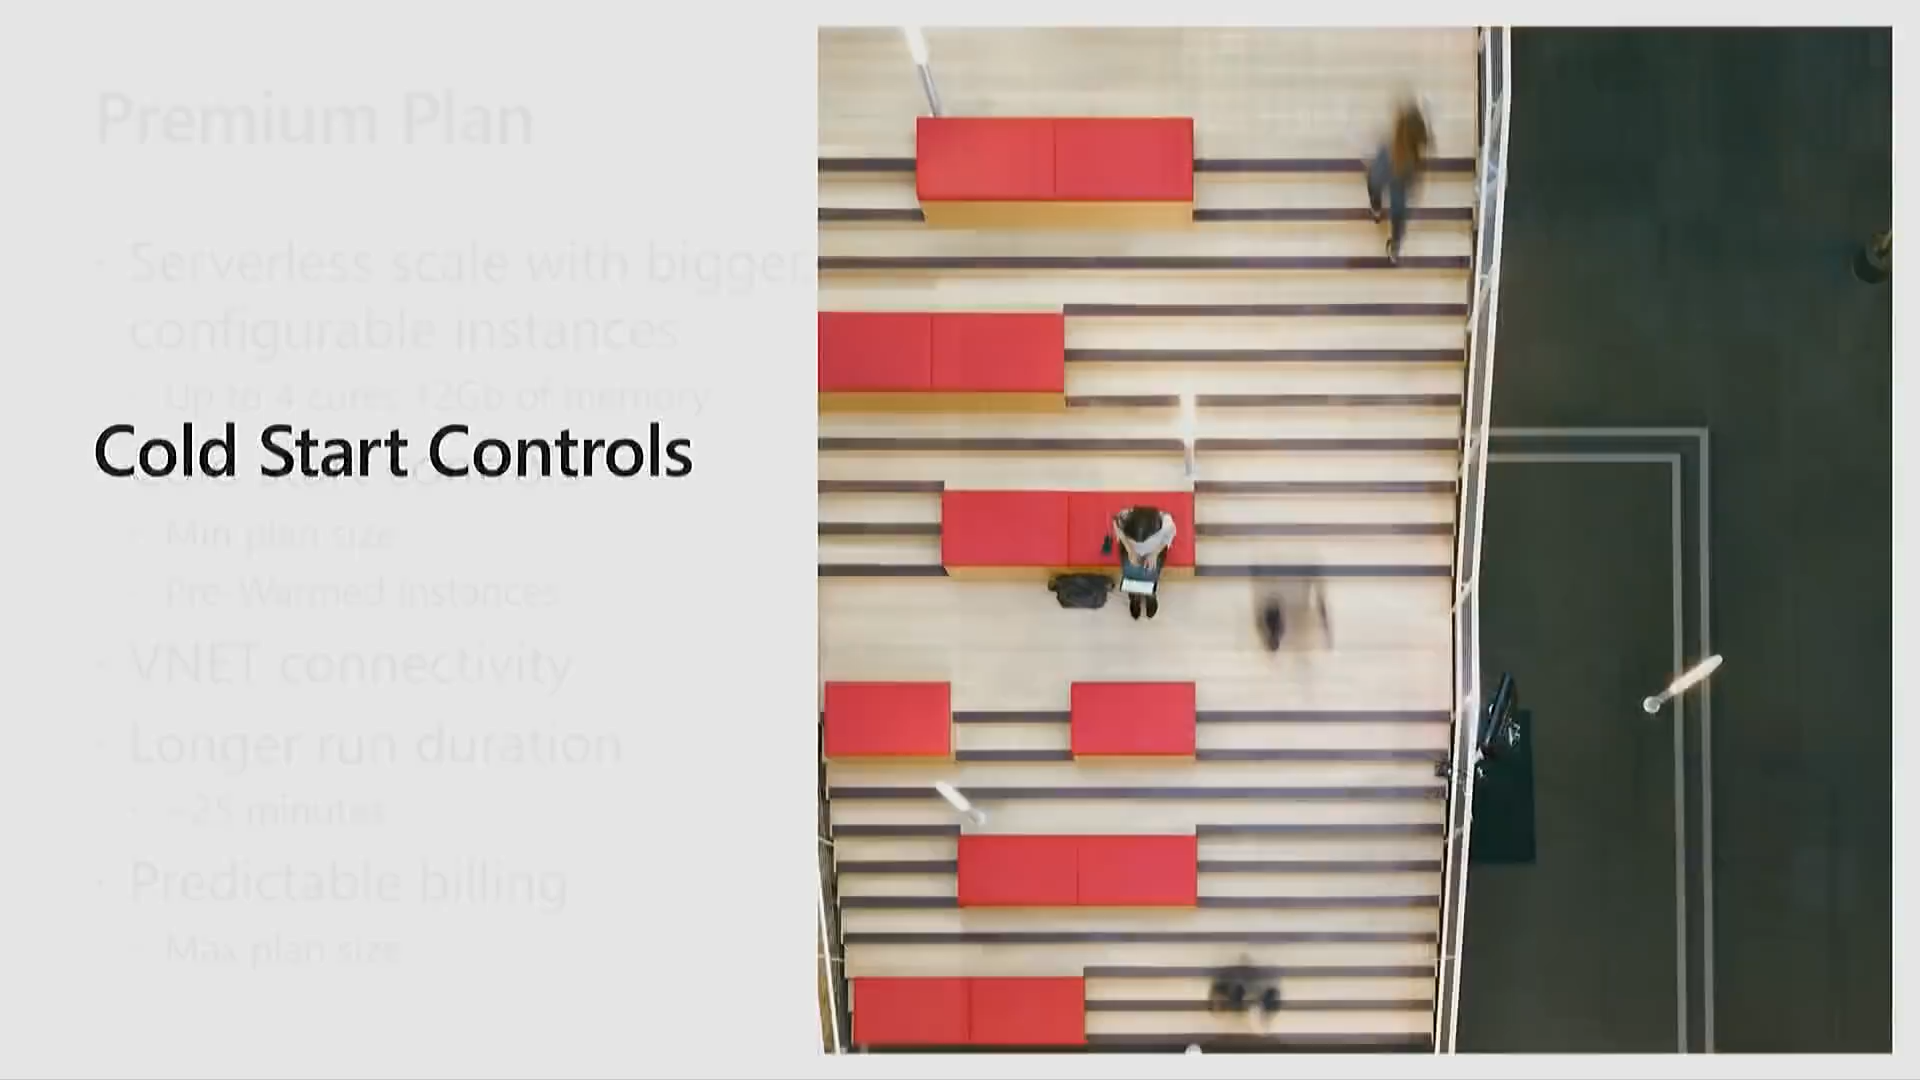 Premium Plan
· Serverless scale with bigger,
configurable instances
Up to 4 cores 12Gb of memory
Cold Start Controls
Min plan size
Pre-Warmed Instances
· VNET connectivity
· Longer run duration
~25 minutes
· Predictable billing
Max plan size